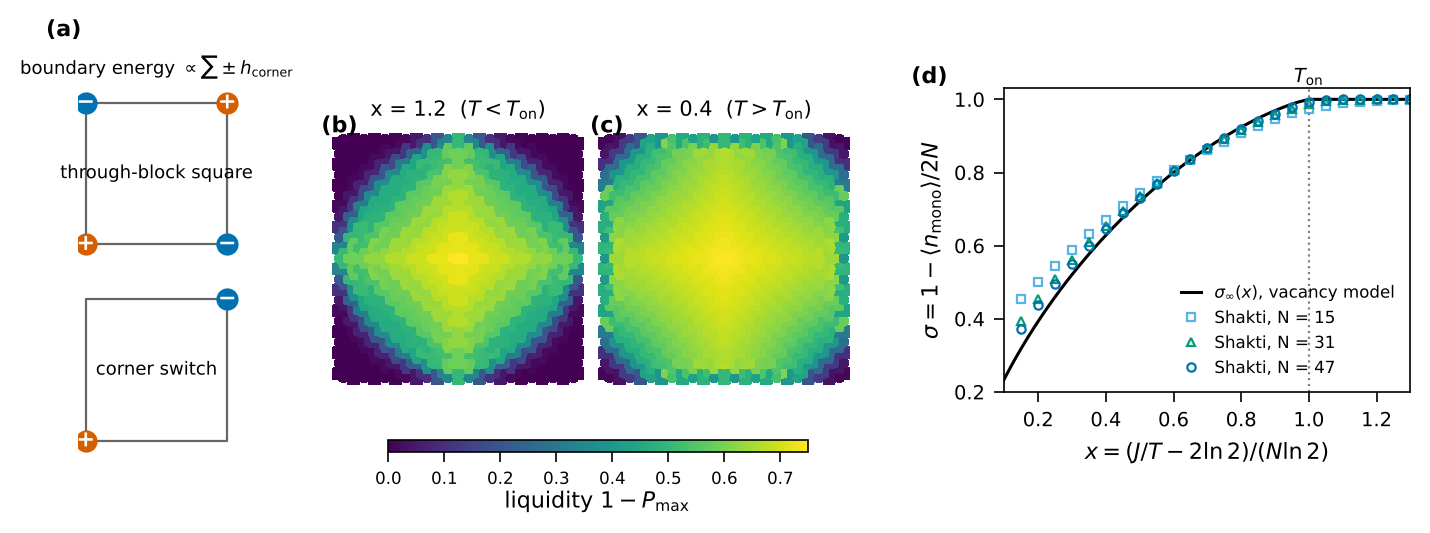 (a)
boundary energy ∝ ∑ ± h_corner
− +
through-block square
+ −
−
corner switch
+
(b)
x = 1.2 (T < T_on)
(c)
x = 0.4 (T > T_on)
0.0 0.1 0.2 0.3 0.4 0.5 0.6 0.7
liquidity 1 − P_max
(d)
T_on
1.0
0.8
0.6
0.4
0.2
σ = 1 − ⟨n_mono⟩/2N
σ_∞(x), vacancy model
Shakti, N = 15
Shakti, N = 31
Shakti, N = 47
0.2 0.4 0.6 0.8 1.0 1.2
x = (J/T − 2 ln 2)/(N ln 2)